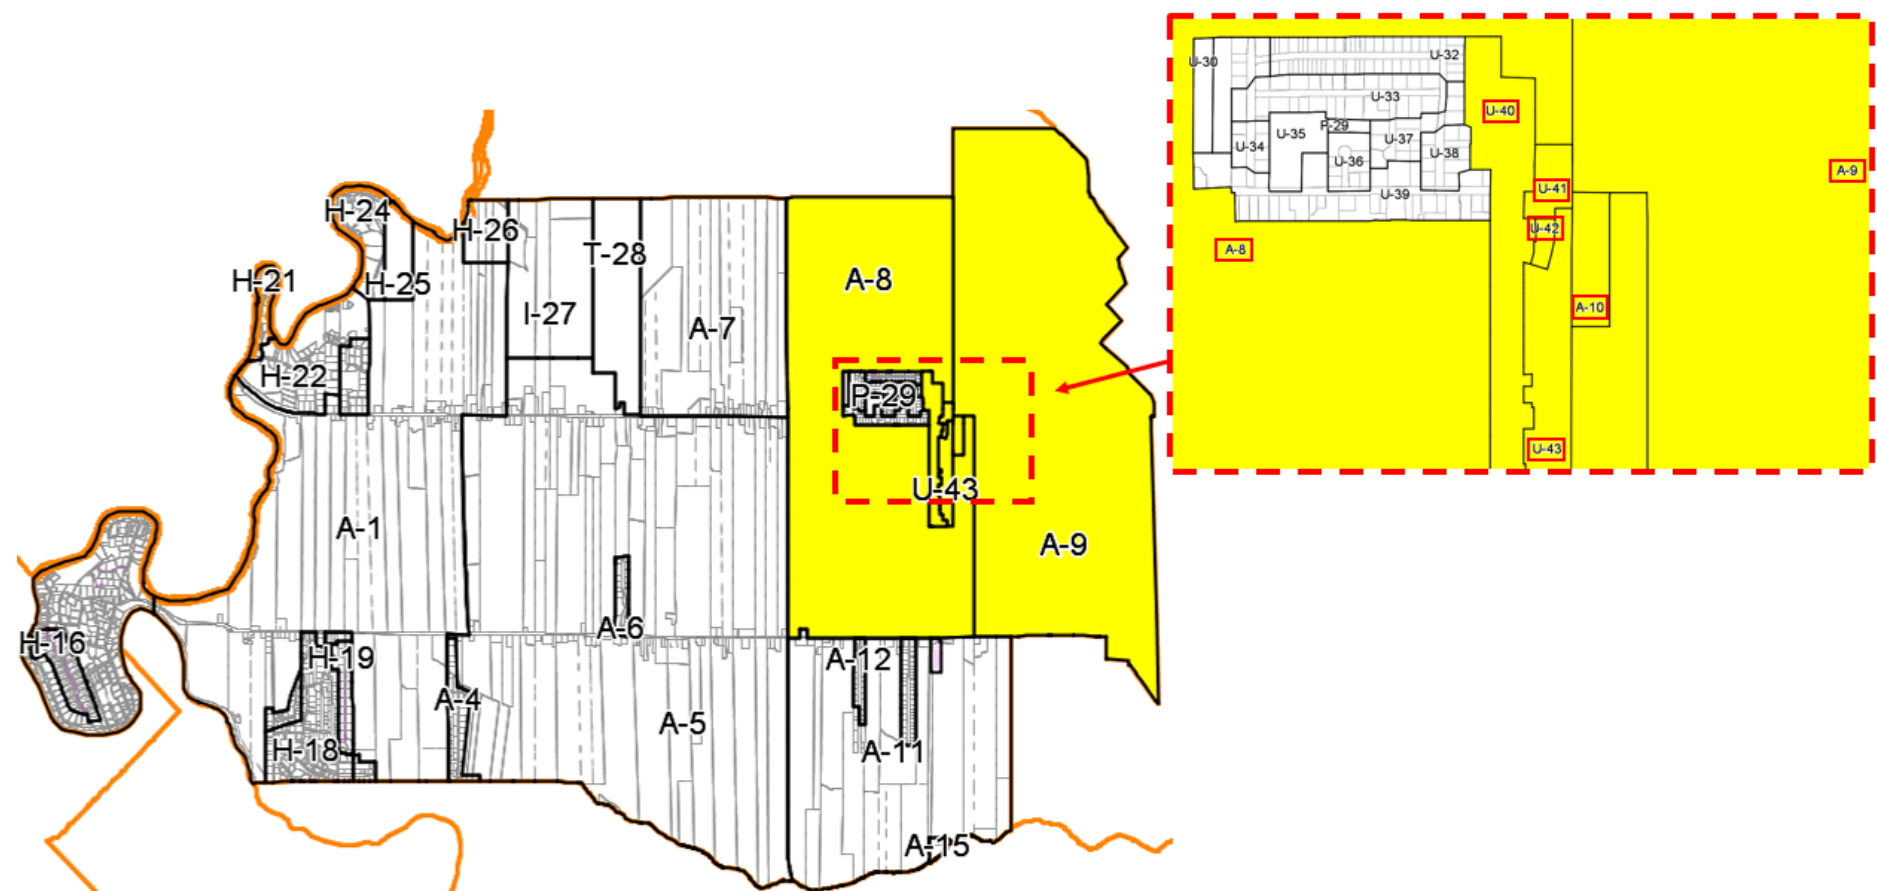 H-24
H-26
T-28
H-21
H-25
A-8
I-27
A-7
H-22
P-29
U-43
A-1
A-9
A-6
H-16
H-19
A-12
A-4
A-5
H-18
A-11
A-15
U-30
U-32
U-33
U-40
P-29
U-35
U-37
U-34
U-38
U-36
A-9
U-39
U-41
U-42
A-8
A-10
U-43